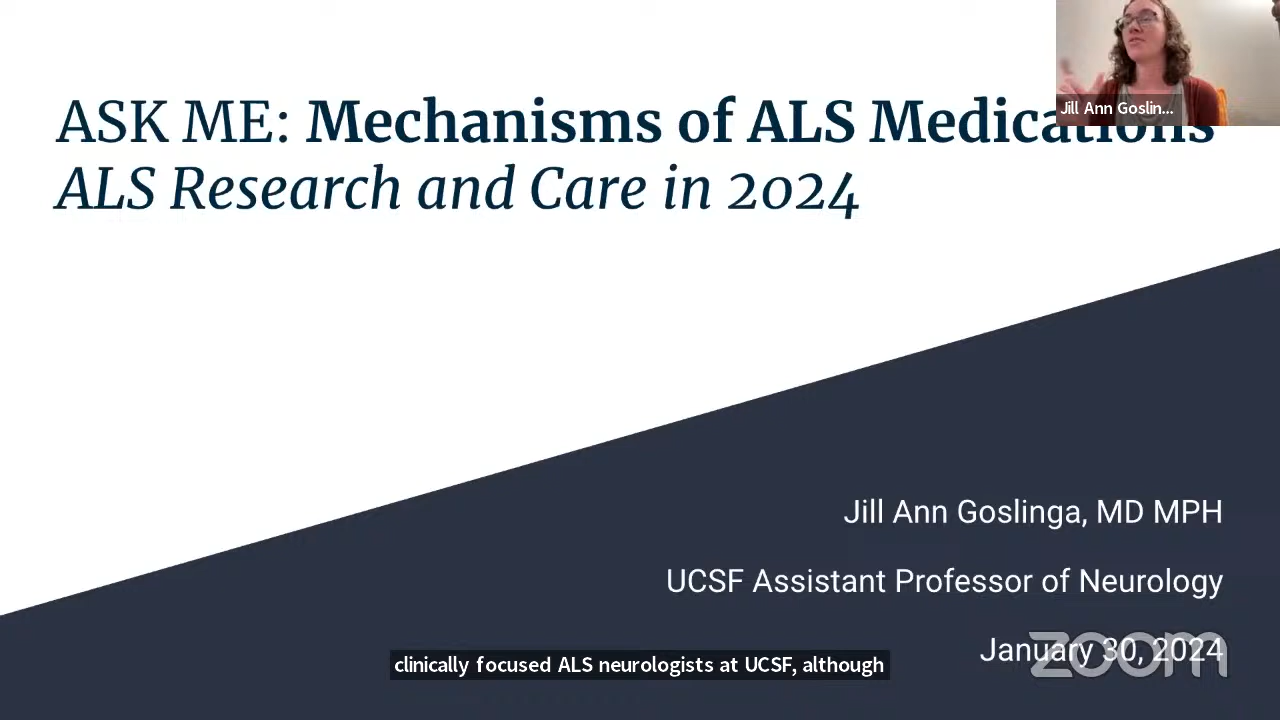 ASK ME: Mechanisms of ALS Medications
ALS Research and Care in 2024
Jill Ann Goslin...
Jill Ann Goslinga, MD MPH
UCSF Assistant Professor of Neurology
January 30, 2024
zoom
clinically focused ALS neurologists at UCSF, although